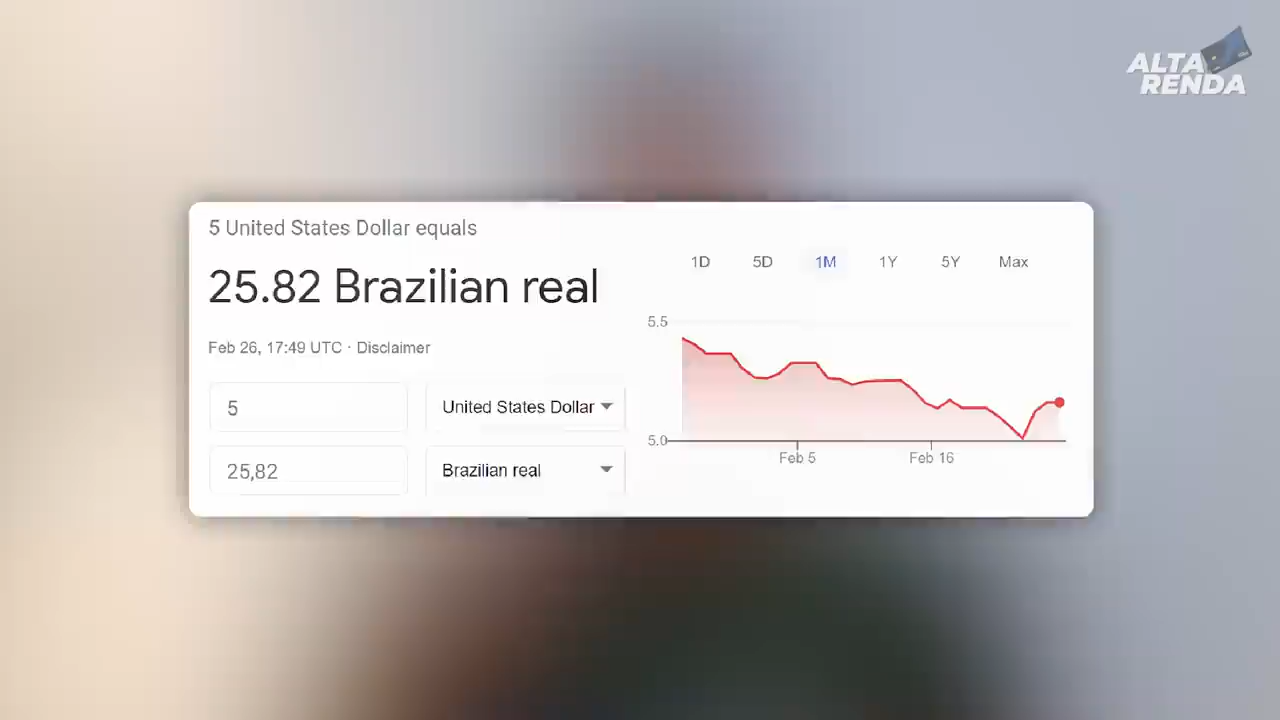 ALTA
RENDA
5 United States Dollar equals
25.82 Brazilian real
Feb 26, 17:49 UTC · Disclaimer
5
United States Dollar
25,82
Brazilian real
1D 5D 1M 1Y 5Y Max
5.5
5.0
Feb 5 Feb 16